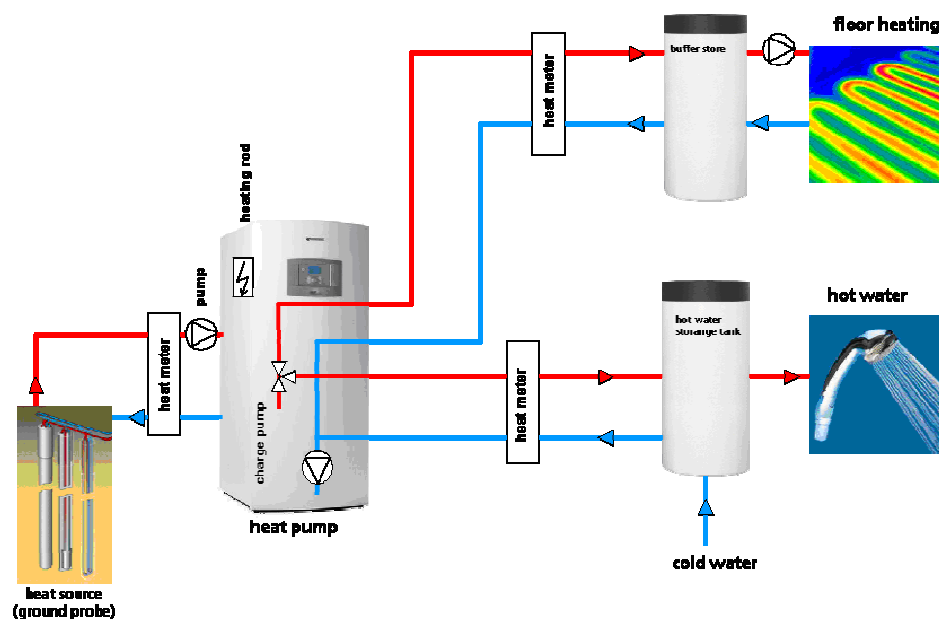 floor heating
buffer store
heat meter
heating rod
pump
heat meter
hot water
hot water
storange tank
heat meter
charge pump
heat pump
cold water
heat source
(ground probe)